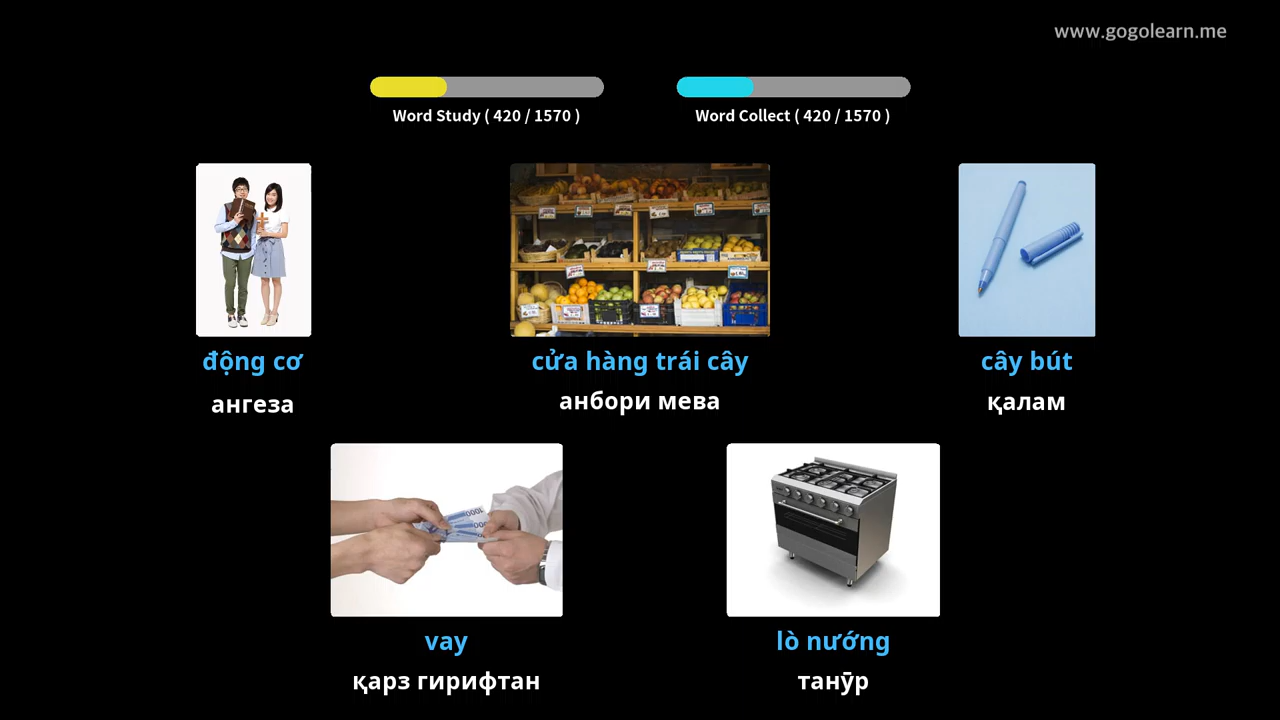 www.gogolearn.me
Word Study ( 420 / 1570 )
Word Collect ( 420 / 1570 )
động cơ
ангеза
cửa hàng trái cây
анбори мева
cây bút
қалам
vay
қарз гирифтан
lò nướng
танӯр